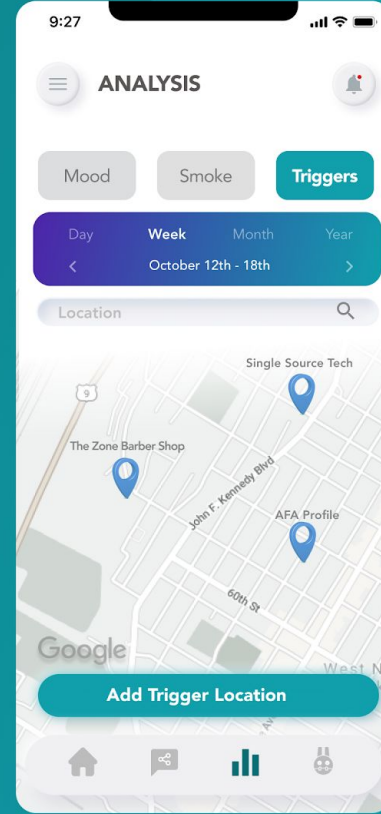 9:27
ANALYSIS
Mood Smoke Triggers
Day Week Month Year
< October 12th - 18th >
Location
Single Source Tech
9
The Zone Barber Shop
John F. Kennedy Blvd
AFA Profile
60th St
Google
West N
Add Trigger Location
Av